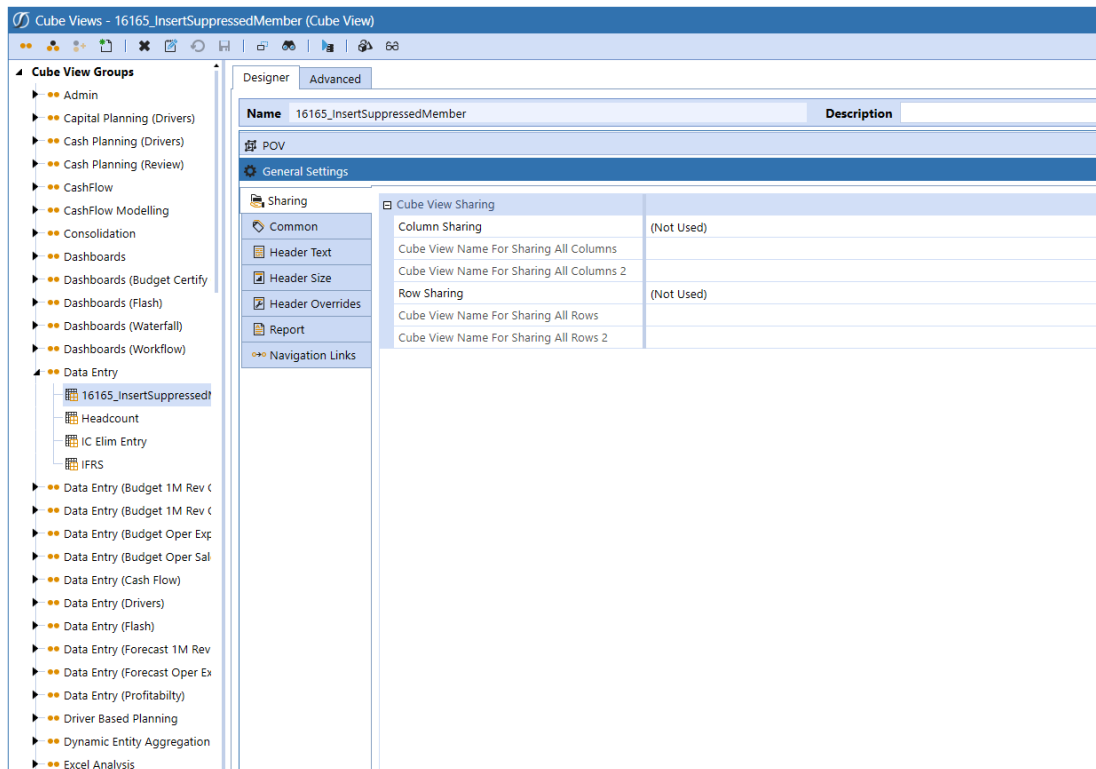 Cube Views - 16165_InsertSuppressedMember (Cube View)
Cube View Groups
Admin
Capital Planning (Drivers)
Cash Planning (Drivers)
Cash Planning (Review)
CashFlow
CashFlow Modelling
Consolidation
Dashboards
Dashboards (Budget Certify
Dashboards (Flash)
Dashboards (Waterfall)
Dashboards (Workflow)
Data Entry
16165_InsertSuppressedM
Headcount
IC Elim Entry
IFRS
Data Entry (Budget 1M Rev C
Data Entry (Budget 1M Rev C
Data Entry (Budget Oper Exp
Data Entry (Budget Oper Sal
Data Entry (Cash Flow)
Data Entry (Drivers)
Data Entry (Flash)
Data Entry (Forecast 1M Rev
Data Entry (Forecast Oper Ex
Data Entry (Profitabilty)
Driver Based Planning
Dynamic Entity Aggregation
Excel Analysis
Designer Advanced
Name 16165_InsertSuppressedMember Description
POV
General Settings
Sharing
Common
Header Text
Header Size
Header Overrides
Report
Navigation Links
Cube View Sharing
Column Sharing (Not Used)
Cube View Name For Sharing All Columns
Cube View Name For Sharing All Columns 2
Row Sharing (Not Used)
Cube View Name For Sharing All Rows
Cube View Name For Sharing All Rows 2